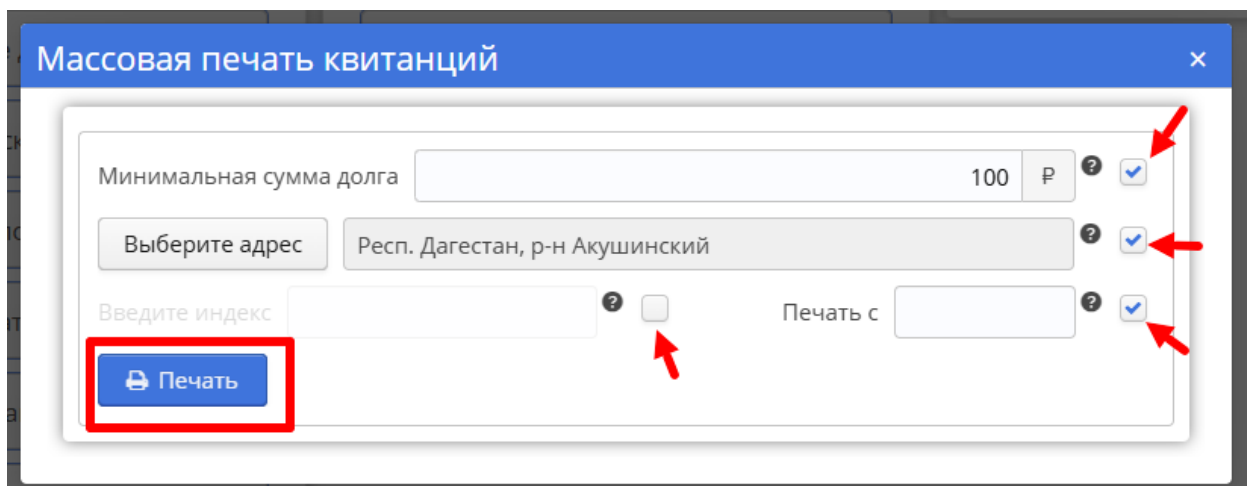 Массовая печать квитанций ×
Минимальная сумма долга 100 ₽ ?
Выберите адрес Респ. Дагестан, р-н Акушинский ?
Введите индекс ? Печать с ?
Печать